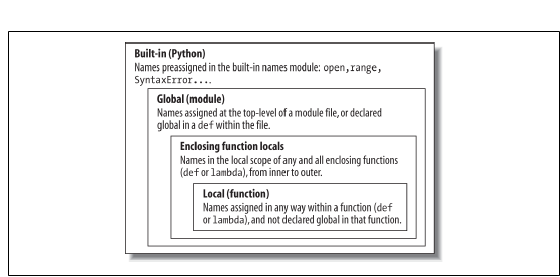 Built-in (Python)
Names preassigned in the built-in names module: open,range,
SyntaxError....
Global (module)
Names assigned at the top-level of a module file, or declared
global in a def within the file.
Enclosing function locals
Names in the local scope of any and all enclosing functions
(def or lambda), from inner to outer.
Local (function)
Names assigned in any way within a function (def
or lambda), and not declared global in that function.